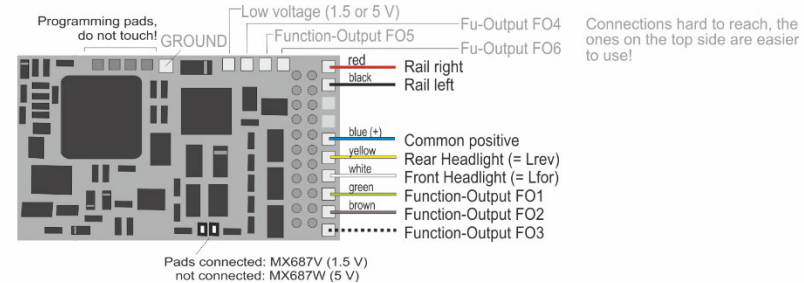 Programming pads,
do not touch!
GROUND
Low voltage (1.5 or 5 V)
Function-Output FO5
Fu-Output FO4
Fu-Output FO6
Connections hard to reach, the
ones on the top side are easier
to use!
red
Rail right
black
Rail left
blue (+)
Common positive
yellow
Rear Headlight (= Lrev)
white
Front Headlight (= Lfor)
green
Function-Output FO1
brown
Function-Output FO2
Function-Output FO3
Pads connected: MX687V (1.5 V)
not connected: MX687W (5 V)